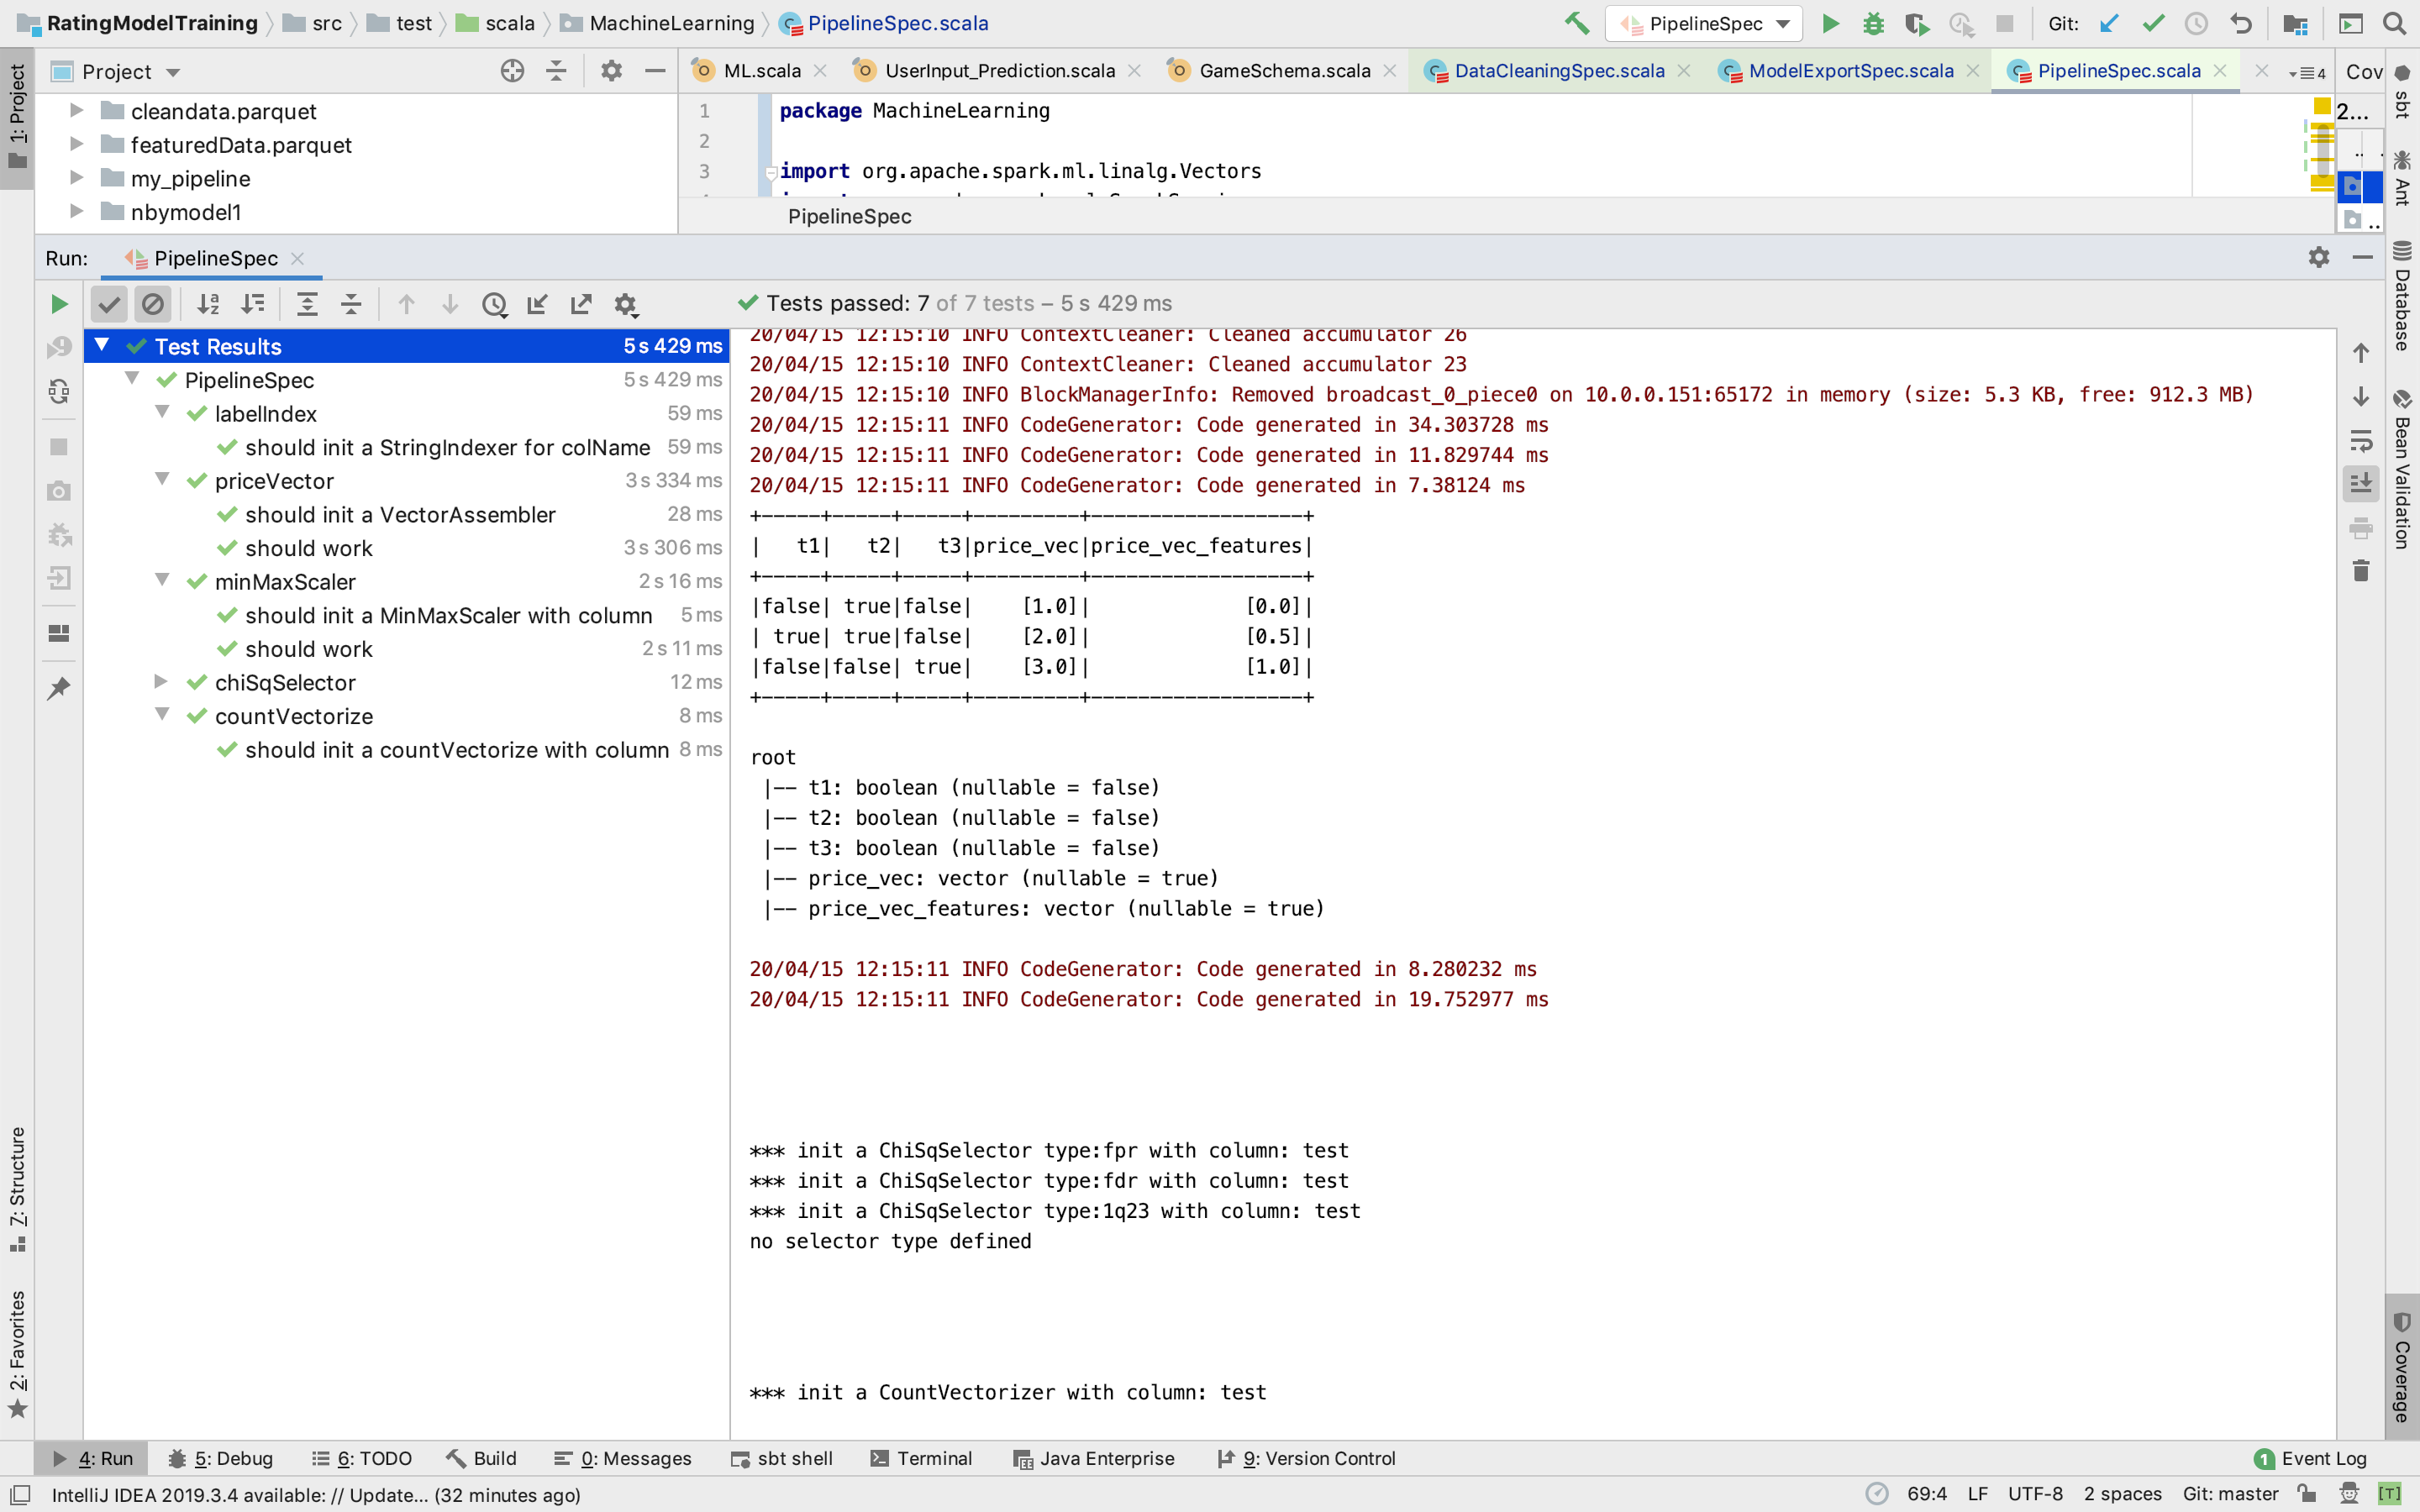 RatingModelTraining src test scala MachineLearning PipelineSpec.scala PipelineSpec Git:
1: Project
Project
ML.scala UserInput_Prediction.scala GameSchema.scala DataCleaningSpec.scala ModelExportSpec.scala PipelineSpec.scala 4 Cov
cleandata.parquet
featuredData.parquet
my_pipeline
nbymodel1
1 package MachineLearning
2
3 import org.apache.spark.ml.linalg.Vectors
PipelineSpec
2...
sbt
Ant
Database
Bean Validation
Run: PipelineSpec
Tests passed: 7 of 7 tests – 5 s 429 ms
Test Results 5 s 429 ms
PipelineSpec 5 s 429 ms
labelIndex 59 ms
should init a StringIndexer for colName 59 ms
priceVector 3 s 334 ms
should init a VectorAssembler 28 ms
should work 3 s 306 ms
minMaxScaler 2 s 16 ms
should init a MinMaxScaler with column 5 ms
should work 2 s 11 ms
chiSqSelector 12 ms
countVectorize 8 ms
should init a countVectorize with column 8 ms
20/04/15 12:15:10 INFO ContextCleaner: Cleaned accumulator 26
20/04/15 12:15:10 INFO ContextCleaner: Cleaned accumulator 23
20/04/15 12:15:10 INFO BlockManagerInfo: Removed broadcast_0_piece0 on 10.0.0.151:65172 in memory (size: 5.3 KB, free: 912.3 MB)
20/04/15 12:15:11 INFO CodeGenerator: Code generated in 34.303728 ms
20/04/15 12:15:11 INFO CodeGenerator: Code generated in 11.829744 ms
20/04/15 12:15:11 INFO CodeGenerator: Code generated in 7.38124 ms
+-----+-----+-----+---------+------------------+
|   t1|   t2|   t3|price_vec|price_vec_features|
+-----+-----+-----+---------+------------------+
|false| true|false|    [1.0]|             [0.0]|
| true| true|false|    [2.0]|             [0.5]|
|false|false| true|    [3.0]|             [1.0]|
+-----+-----+-----+---------+------------------+
root
|-- t1: boolean (nullable = false)
|-- t2: boolean (nullable = false)
|-- t3: boolean (nullable = false)
|-- price_vec: vector (nullable = true)
|-- price_vec_features: vector (nullable = true)
20/04/15 12:15:11 INFO CodeGenerator: Code generated in 8.280232 ms
20/04/15 12:15:11 INFO CodeGenerator: Code generated in 19.752977 ms
*** init a ChiSqSelector type:fpr with column: test
*** init a ChiSqSelector type:fdr with column: test
*** init a ChiSqSelector type:1q23 with column: test
no selector type defined
*** init a CountVectorizer with column: test
7: Structure
2: Favorites
Coverage
4: Run 5: Debug 6: TODO Build 0: Messages sbt shell Terminal Java Enterprise 9: Version Control 1 Event Log
IntelliJ IDEA 2019.3.4 available: // Update... (32 minutes ago) 69:4 LF UTF-8 2 spaces Git: master [T]